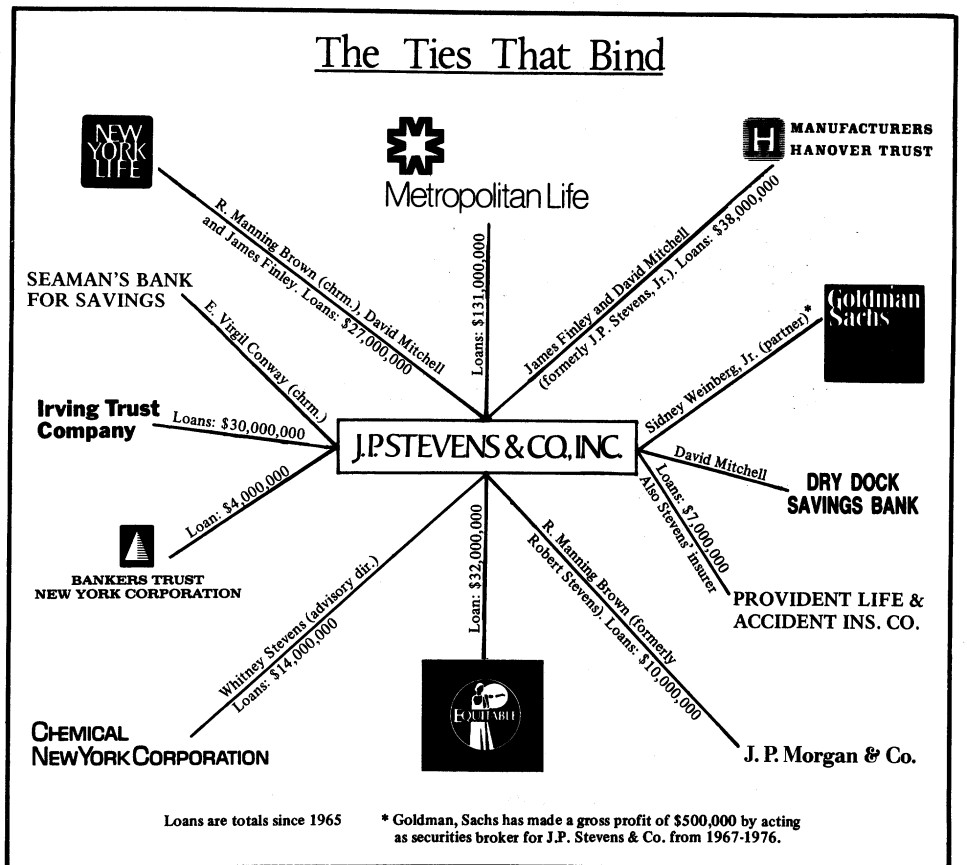 The Ties That Bind
NEW
YORK
LIFE
R. Manning Brown (chrm.), David Mitchell
and James Finley. Loans: $27,000,000
Metropolitan Life
Loans: $131,000,000
H
MANUFACTURERS
HANOVER TRUST
James Finley and David Mitchell
(formerly J.P. Stevens, Jr.). Loans: $38,000,000
SEAMAN'S BANK
FOR SAVINGS
E. Virgil Conway (chrm.)
Goldman
Sachs
Sidney Weinberg, Jr. (partner)*
Irving Trust
Company
Loans: $30,000,000
J.P. STEVENS & CO., INC.
David Mitchell
DRY DOCK
SAVINGS BANK
Loan: $4,000,000
BANKERS TRUST
NEW YORK CORPORATION
Loans: $7,000,000
Also Stevens' insurer
PROVIDENT LIFE &
ACCIDENT INS. CO.
Whitney Stevens (advisory dir.)
Loans: $14,000,000
CHEMICAL
NEW YORK CORPORATION
Loan: $32,000,000
EQUITABLE
R. Manning Brown (formerly
Robert Stevens). Loans: $10,000,000
J. P. Morgan & Co.
Loans are totals since 1965
* Goldman, Sachs has made a gross profit of $500,000 by acting
as securities broker for J.P. Stevens & Co. from 1967-1976.